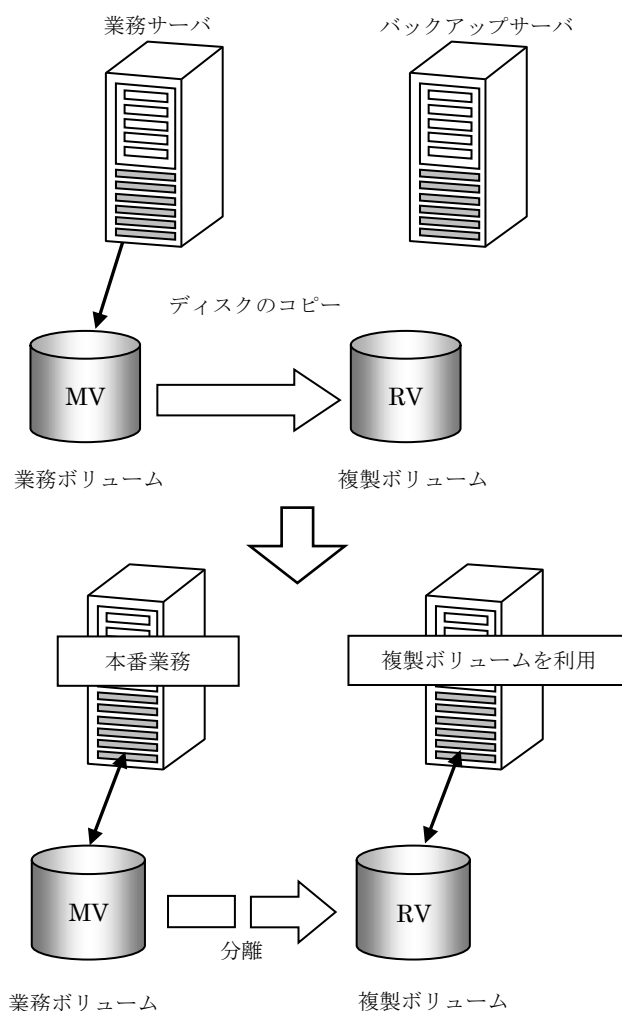 業務サーバ
バックアップサーバ
ディスクのコピー
MV
RV
業務ボリューム
複製ボリューム
本番業務
複製ボリュームを利用
MV
RV
分離
業務ボリューム
複製ボリューム